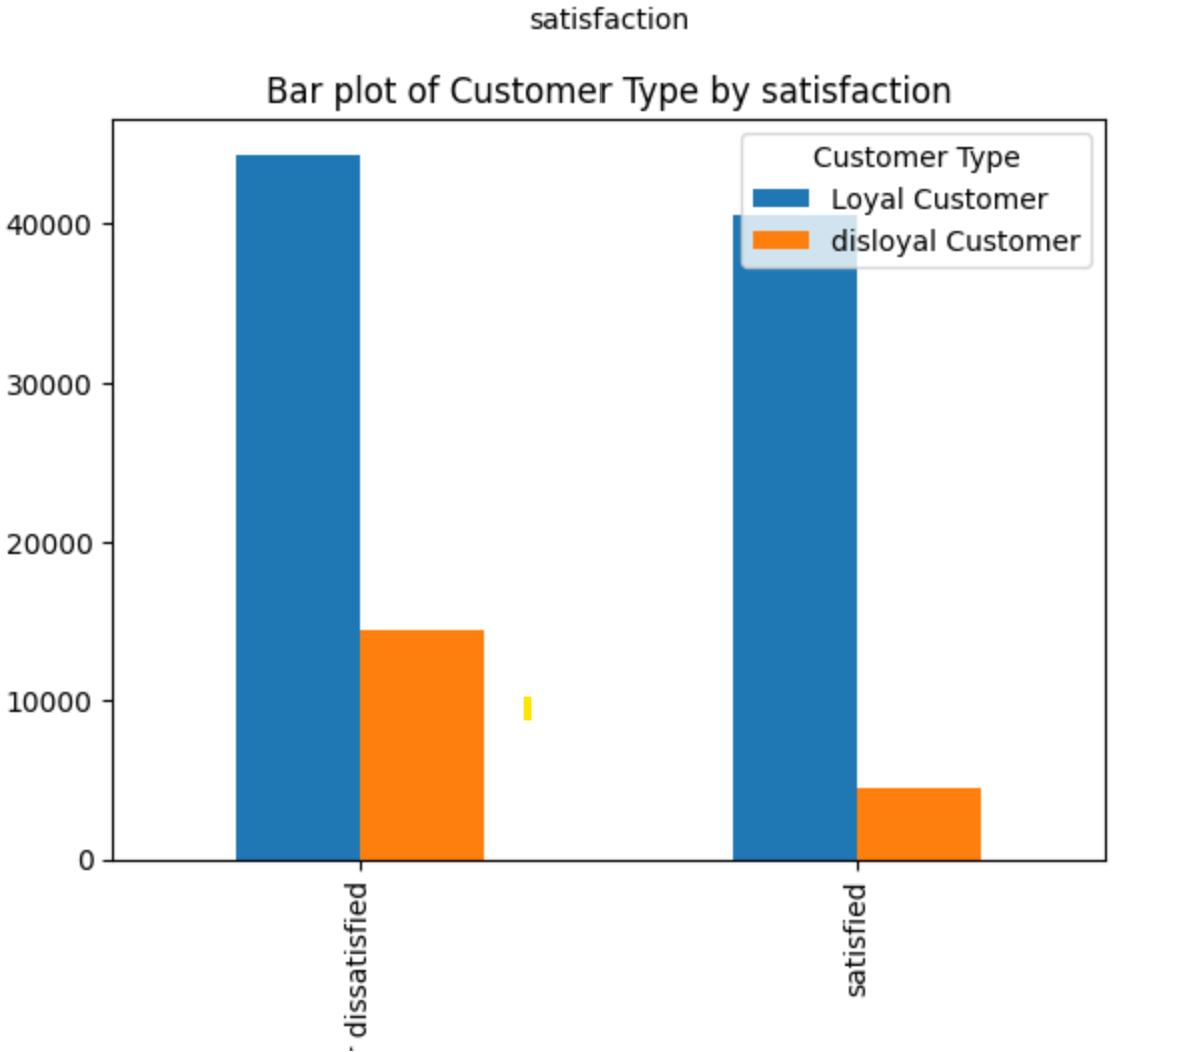 satisfaction
Bar plot of Customer Type by satisfaction
Customer Type
Loyal Customer
disloyal Customer
40000
30000
20000
10000
0
dissatisfied
satisfied